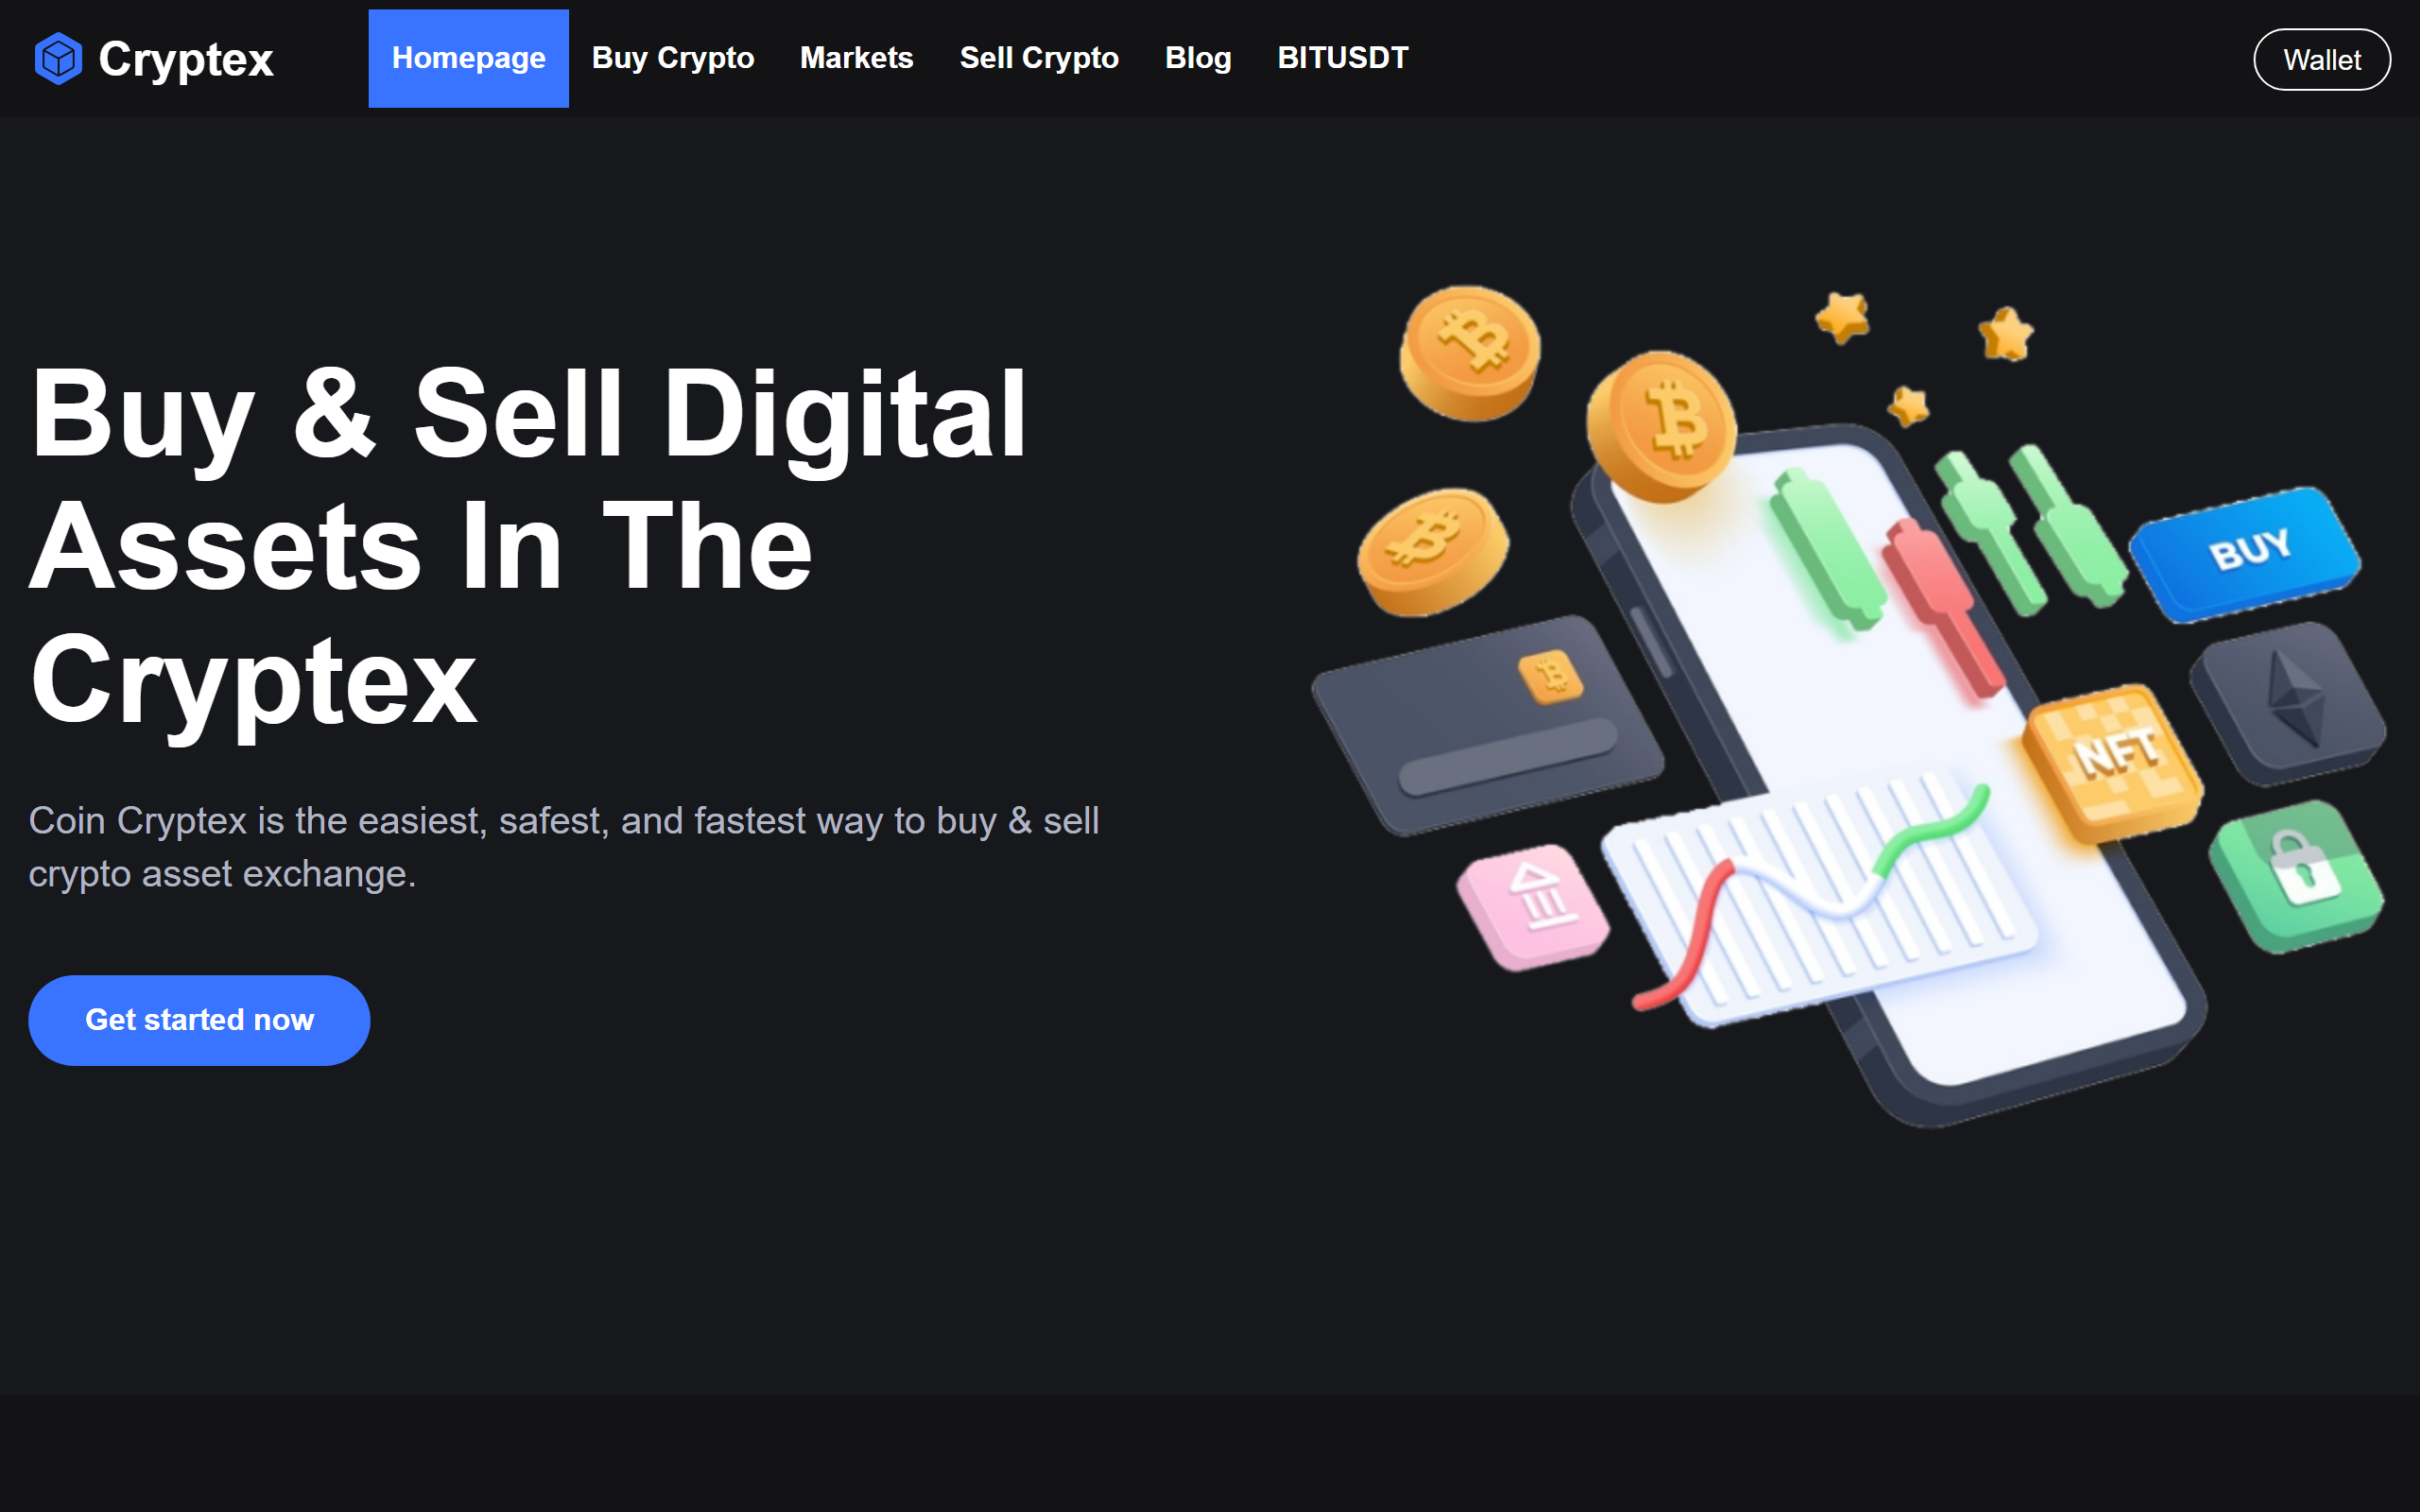 Cryptex
Homepage Buy Crypto Markets Sell Crypto Blog BITUSDT
Wallet
Buy & Sell Digital
Assets In The
Cryptex
Coin Cryptex is the easiest, safest, and fastest way to buy & sell
crypto asset exchange.
Get started now
BUY
NFT